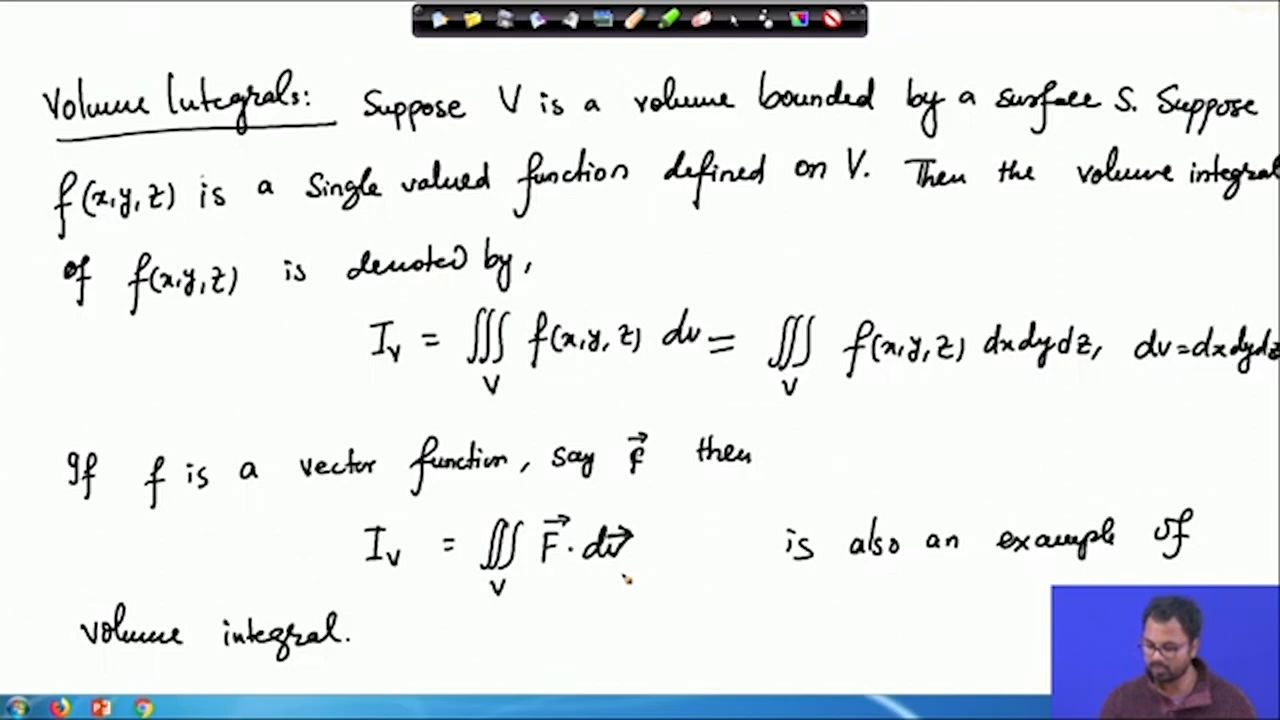 Volume Integrals: Suppose V is a volume bounded by a surface S. Suppose
f(x,y,z) is a single valued function defined on V. Then the volume integral
of f(x,y,z) is denoted by,
I_V = ∭_V f(x,y,z) dv = ∭_V f(x,y,z) dxdydz, dv=dxdydz
If f is a vector function, say f⃗ then
I_V = ∭_V F⃗ · dv⃗ is also an example of
volume integral.